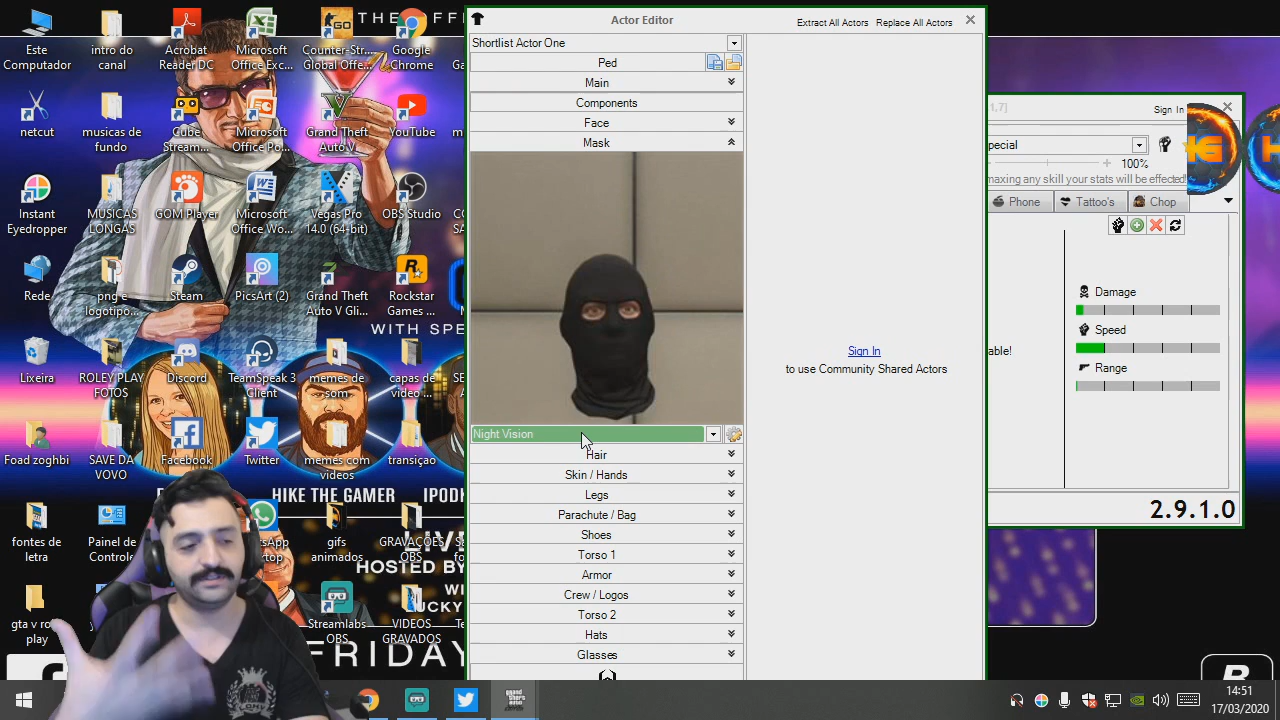 THE OFF
Este Computador
intro do canal
Acrobat Reader DC
Microsoft Office Exc...
Counter-Str... Global Offe...
Google Chrome
netcut
musicas de fundo
Cube Stream...
Microsoft Office Po...
Grand Theft Auto V
YouTube
Instant Eyedropper
MUSICAS LONGAS
GOM Player
Microsoft Office Wo...
Vegas Pro 14.0 (64-bit)
OBS Studio
Rede
png e logotipo...
Steam
PicsArt (2)
Grand Theft Auto V Gli...
Rockstar Games ...
WITH SPE
Lixeira
ROLEY PLAY FOTOS
Discord
TeamSpeak 3 Client
memes de som
capas de video ...
Foad zoghbi
SAVE DA VOVO
Facebook
Twitter
memes com videos
transiçao
HIKE THE GAMER
IPOD
fontes de letra
Painel de Controle
gifs animados
GRAVAÇOES OBS
LIV
HOSTED BY
gta v ro
play
Streamlabs OBS
VIDEOS GRAVADOS
FRIDAY
Actor Editor
Extract All Actors
Replace All Actors
Shortlist Actor One
Ped
Main
Components
Face
Mask
Night Vision
Hair
Skin / Hands
Legs
Parachute / Bag
Shoes
Torso 1
Armor
Crew / Logos
Torso 2
Hats
Glasses
Sign In
to use Community Shared Actors
1,7]
Sign In
pecial
100%
maxing any skill your stats will be effected!
Phone
Tattoo's
Chop
Damage
Speed
able!
Range
2.9.1.0
14:51
17/03/2020